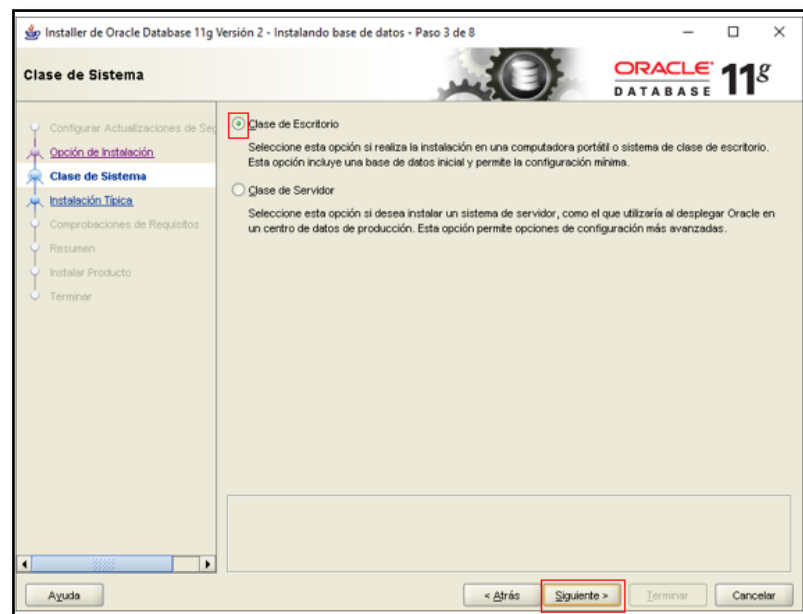 Installer de Oracle Database 11g Versión 2 - Instalando base de datos - Paso 3 de 8
Clase de Sistema
ORACLE
DATABASE 11g
Configurar Actualizaciones de Seg
Opción de Instalación
Clase de Sistema
Instalación Típica
Comprobaciones de Requisitos
Resumen
Instalar Producto
Terminar
Clase de Escritorio
Seleccione esta opción si realiza la instalación en una computadora portátil o sistema de clase de escritorio.
Esta opción incluye una base de datos inicial y permite la configuración mínima.
Clase de Servidor
Seleccione esta opción si desea instalar un sistema de servidor, como el que utilizaría al desplegar Oracle en
un centro de datos de producción. Esta opción permite opciones de configuración más avanzadas.
Ayuda
< Atrás
Siguiente >
Terminar
Cancelar